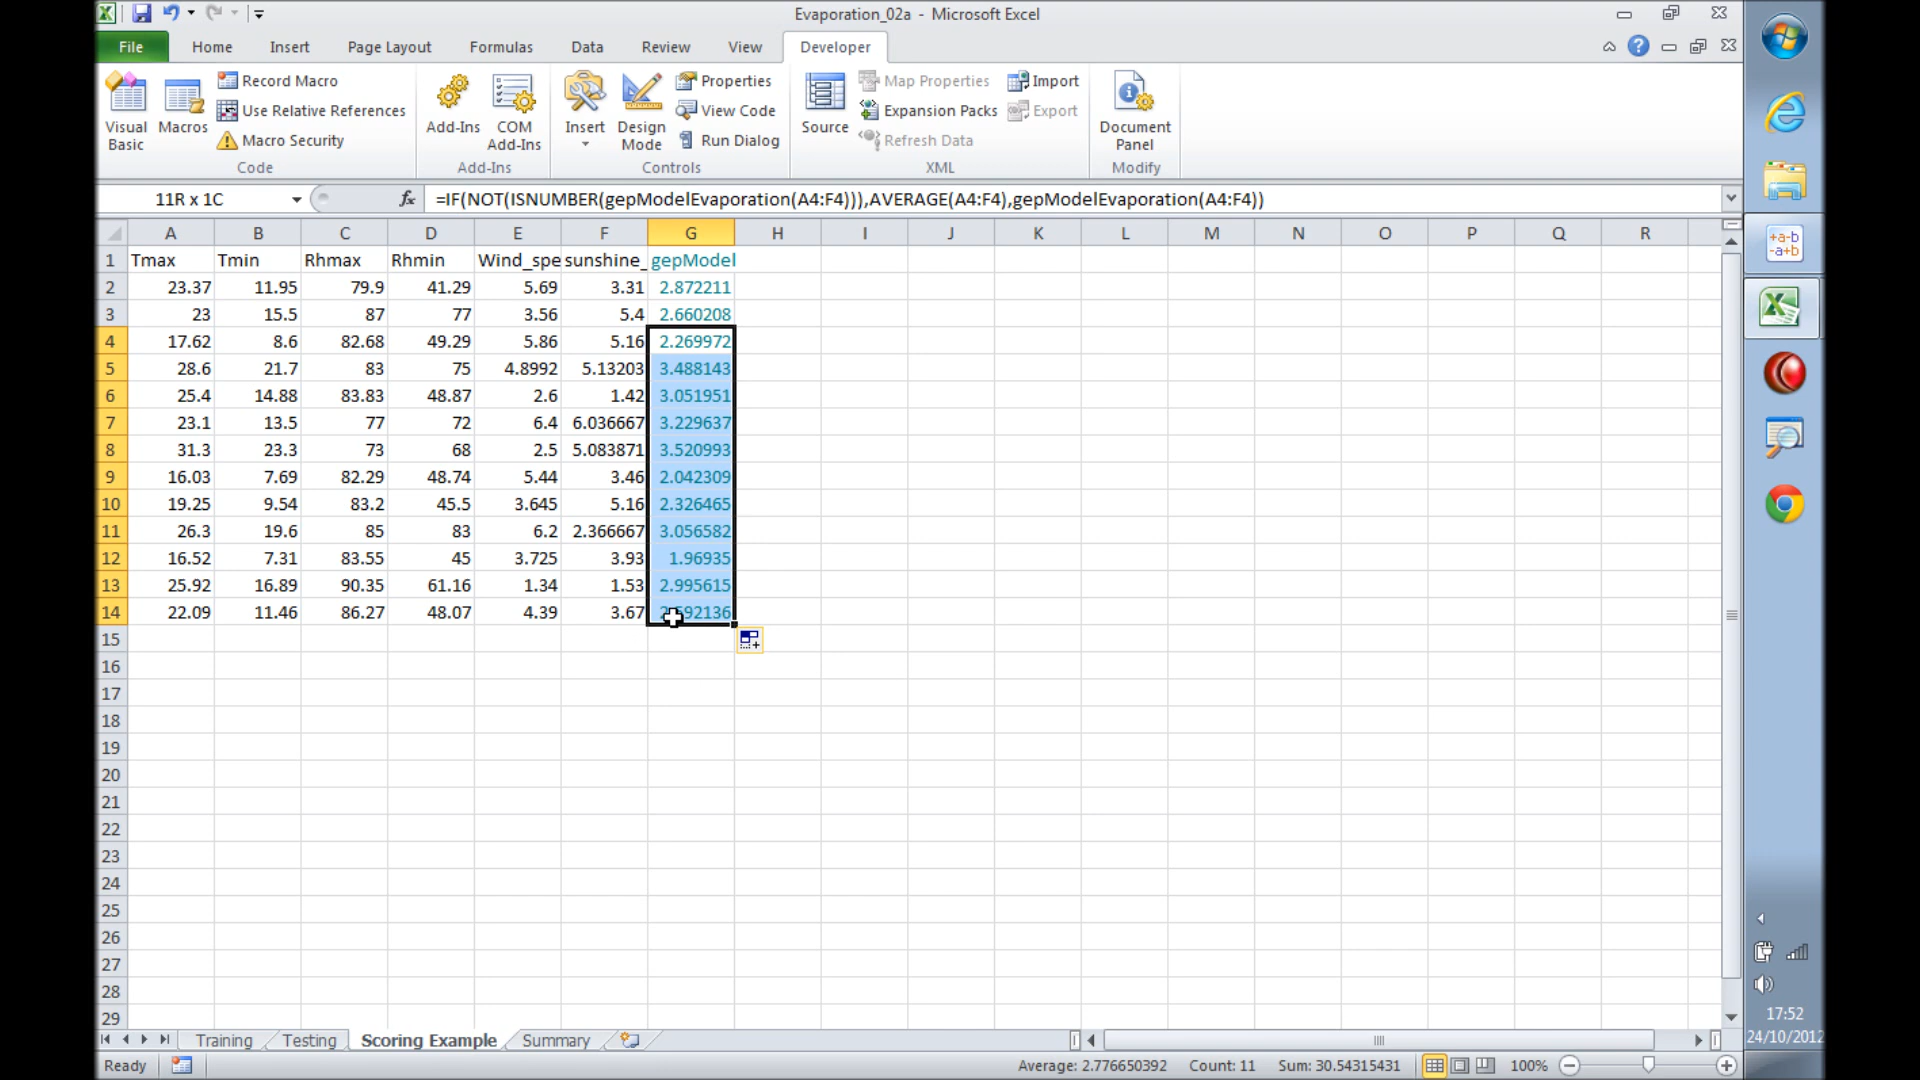 Evaporation_02a - Microsoft Excel
File Home Insert Page Layout Formulas Data Review View Developer
Visual Basic
Macros
Record Macro
Use Relative References
Macro Security
Code
Add-Ins
COM Add-Ins
Add-Ins
Insert
Design Mode
Properties
View Code
Run Dialog
Controls
Source
Map Properties
Expansion Packs
Refresh Data
Import
Export
XML
Document Panel
Modify
11R x 1C fx =IF(NOT(ISNUMBER(gepModelEvaporation(A4:F4))),AVERAGE(A4:F4),gepModelEvaporation(A4:F4))
A B C D E F G H I J K L M N O P Q R
1 Tmax Tmin Rhmax Rhmin Wind_spe sunshine_ gepModel
2 23.37 11.95 79.9 41.29 5.69 3.31 2.872211
3 23 15.5 87 77 3.56 5.4 2.660208
4 17.62 8.6 82.68 49.29 5.86 5.16 2.269972
5 28.6 21.7 83 75 4.8992 5.13203 3.488143
6 25.4 14.88 83.83 48.87 2.6 1.42 3.051951
7 23.1 13.5 77 72 6.4 6.036667 3.229637
8 31.3 23.3 73 68 2.5 5.083871 3.520993
9 16.03 7.69 82.29 48.74 5.44 3.46 2.042309
10 19.25 9.54 83.2 45.5 3.645 5.16 2.326465
11 26.3 19.6 85 83 6.2 2.366667 3.056582
12 16.52 7.31 83.55 45 3.725 3.93 1.96935
13 25.92 16.89 90.35 61.16 1.34 1.53 2.995615
14 22.09 11.46 86.27 48.07 4.39 3.67
15
16
17
18
19
20
21
22
23
24
25
26
27
28
29
Training Testing Scoring Example Summary
Ready Average: 2.776650392 Count: 11 Sum: 30.54315431 100%
+a-b
-a+b
17:52
24/10/2012